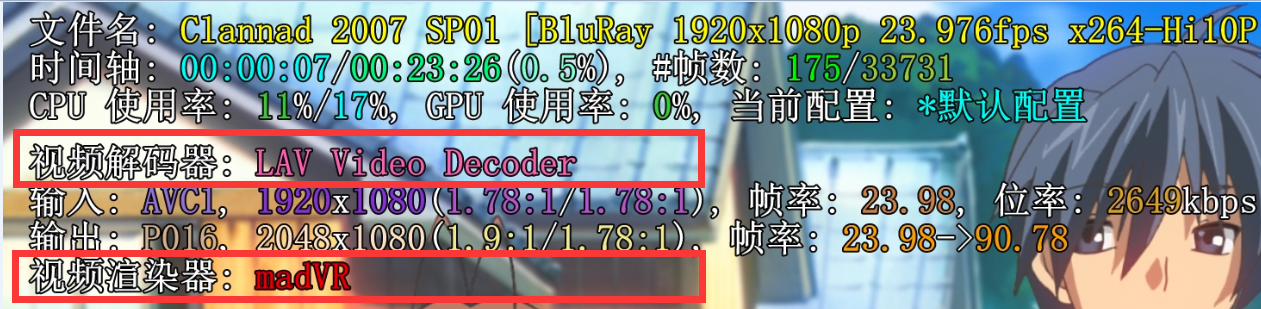 文件名: Clannad 2007 SP01 [BluRay 1920x1080p 23.976fps x264-Hi10P
时间轴: 00:00:07/00:23:26(0.5%), #帧数: 175/33731
CPU 使用率: 11%/17%, GPU 使用率: 0%, 当前配置: *默认配置
视频解码器: LAV Video Decoder
输入: AVC1, 1920x1080(1.78:1/1.78:1), 帧率: 23.98, 位率: 2649kbps
输出: P016, 2048x1080(1.9:1/1.78:1), 帧率: 23.98->90.78
视频渲染器: madVR